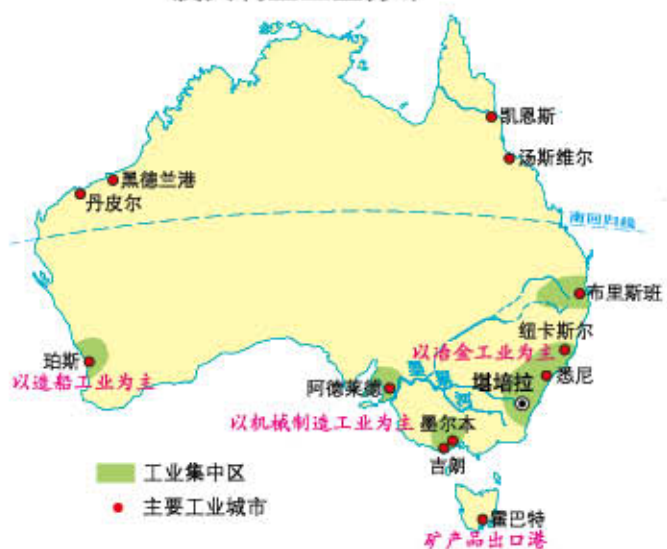 凯恩斯
汤斯维尔
黑德兰港
丹皮尔
南回归线
布里斯班
纽卡斯尔
以冶金工业为主
悉尼
堪培拉
珀斯
以造船工业为主
阿德莱德
以机械制造工业为主
墨尔本
吉朗
工业集中区
主要工业城市
霍巴特
矿产品出口港